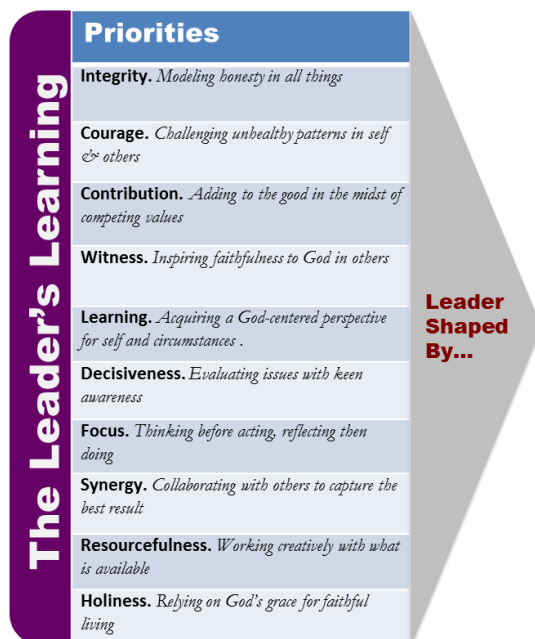 The Leader's Learning
Priorities
Integrity. Modeling honesty in all things
Courage. Challenging unhealthy patterns in self
& others
Contribution. Adding to the good in the midst of
competing values
Witness. Inspiring faithfulness to God in others
Learning. Acquiring a God-centered perspective
for self and circumstances .
Decisiveness. Evaluating issues with keen
awareness
Focus. Thinking before acting, reflecting then
doing
Synergy. Collaborating with others to capture the
best result
Resourcefulness. Working creatively with what
is available
Holiness. Relying on God's grace for faithful
living
Leader
Shaped
By...